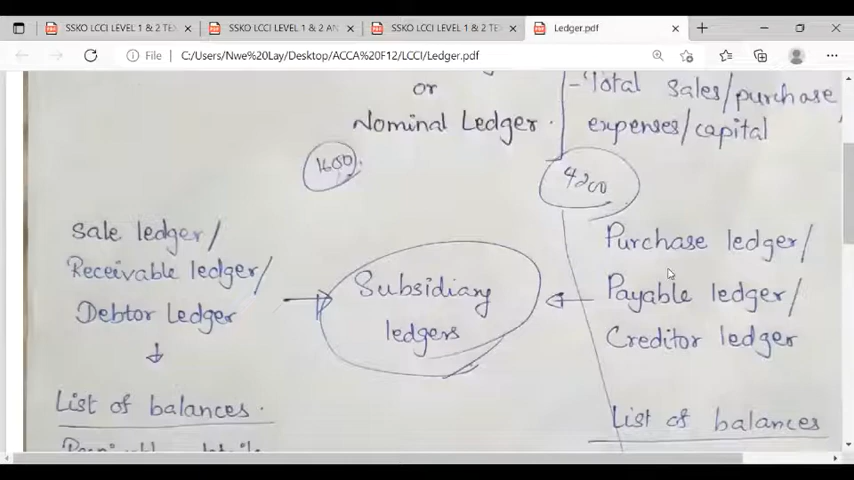 SSKO LCCI LEVEL 1 & 2 TE
SSKO LCCI LEVEL 1 & 2 AN
SSKO LCCI LEVEL 1 & 2 TE
Ledger.pdf
File
C:/Users/Nwe%20Lay/Desktop/ACCA%20F12/LCCI/Ledger.pdf
or
Nominal Ledger.
-Total sales/purchase
expenses/capital
1600
4200
Sale ledger/
Receivable ledger/
Debtor Ledger
Subsidiary
ledgers
Purchase ledger/
Payable ledger/
Creditor ledger
List of balances.
List of balances